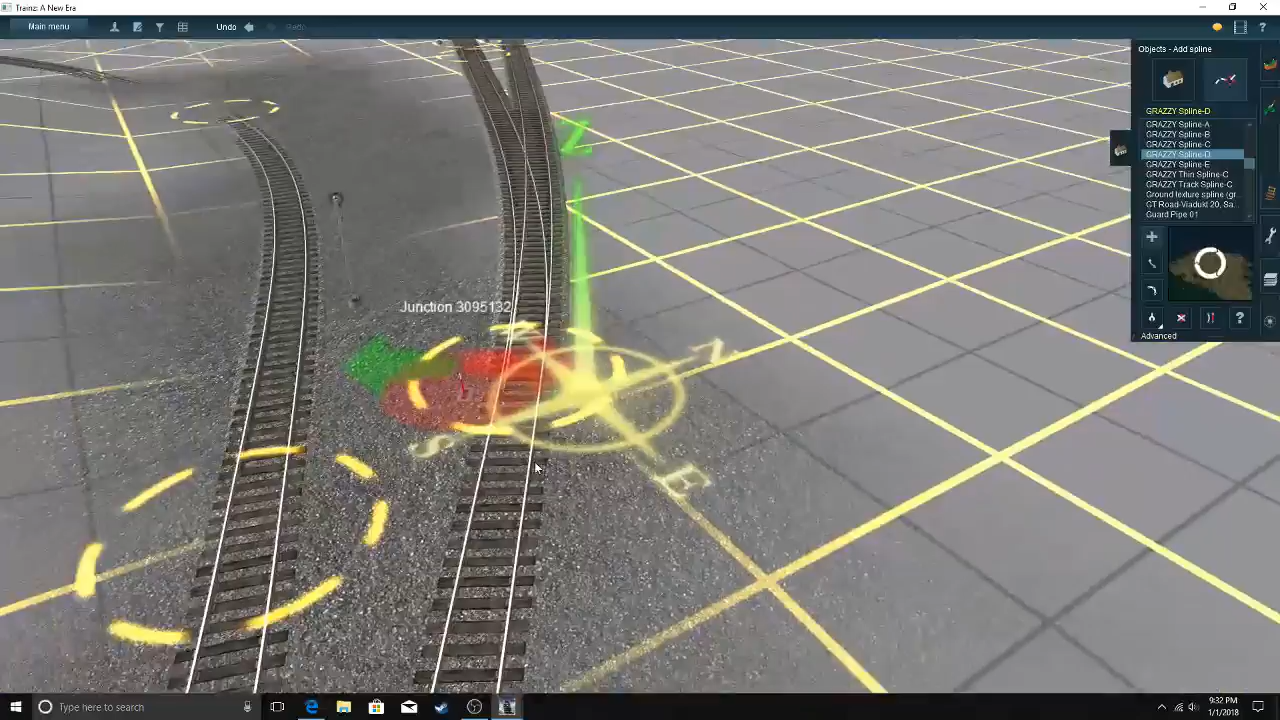 Trainz: A New Era
Main menu
Undo
Redo
Objects - Add spline
GRAZZY Spline-D
GRAZZY Spline-A
GRAZZY Spline-B
GRAZZY Spline-C
GRAZZY Spline-D
GRAZZY Spline-E
GRAZZY Thin Spline-C
GRAZZY Track Spline-C
Ground texture spline (gr...
GT Road-Viadukt 20, Sa...
Guard Pipe 01
Advanced
Junction 3095132
S
E
Type here to search
9:32 PM
1/1/2018